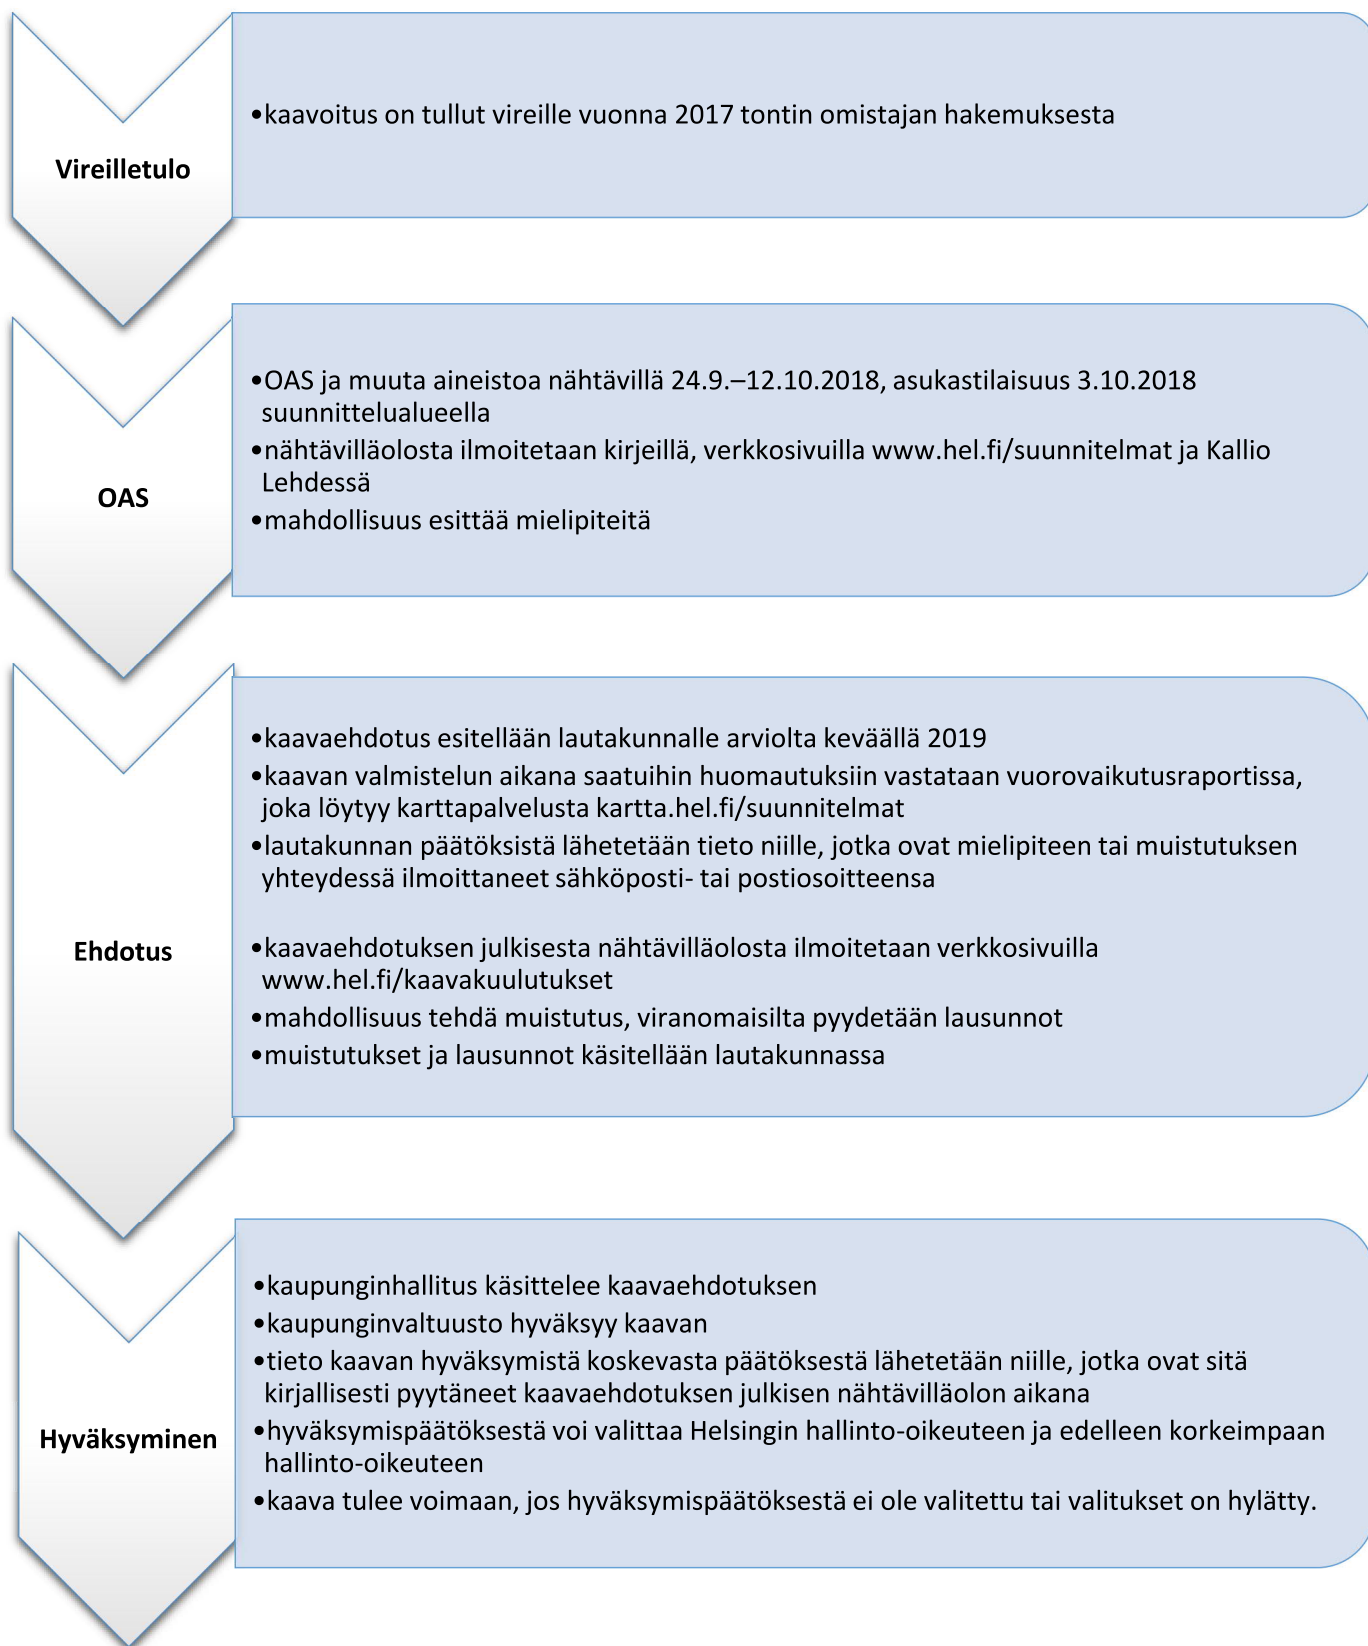 Vireilletulo
•kaavoitus on tullut vireille vuonna 2017 tontin omistajan hakemuksesta
OAS
•OAS ja muuta aineistoa nähtävillä 24.9.–12.10.2018, asukastilaisuus 3.10.2018
suunnittelualueella
•nähtävilläolosta ilmoitetaan kirjeillä, verkkosivuilla www.hel.fi/suunnitelmat ja Kallio
Lehdessä
•mahdollisuus esittää mielipiteitä
Ehdotus
•kaavaehdotus esitellään lautakunnalle arviolta keväällä 2019
•kaavan valmistelun aikana saatuihin huomautuksiin vastataan vuorovaikutusraportissa,
joka löytyy karttapalvelusta kartta.hel.fi/suunnitelmat
•lautakunnan päätöksistä lähetetään tieto niille, jotka ovat mielipiteen tai muistutuksen
yhteydessä ilmoittaneet sähköposti- tai postiosoitteensa
•kaavaehdotuksen julkisesta nähtävilläolosta ilmoitetaan verkkosivuilla
www.hel.fi/kaavakuulutukset
•mahdollisuus tehdä muistutus, viranomaisilta pyydetään lausunnot
•muistutukset ja lausunnot käsitellään lautakunnassa
Hyväksyminen
•kaupunginhallitus käsittelee kaavaehdotuksen
•kaupunginvaltuusto hyväksyy kaavan
•tieto kaavan hyväksymistä koskevasta päätöksestä lähetetään niille, jotka ovat sitä
kirjallisesti pyytäneet kaavaehdotuksen julkisen nähtävilläolon aikana
•hyväksymispäätöksestä voi valittaa Helsingin hallinto-oikeuteen ja edelleen korkeimpaan
hallinto-oikeuteen
•kaava tulee voimaan, jos hyväksymispäätöksestä ei ole valitettu tai valitukset on hylätty.